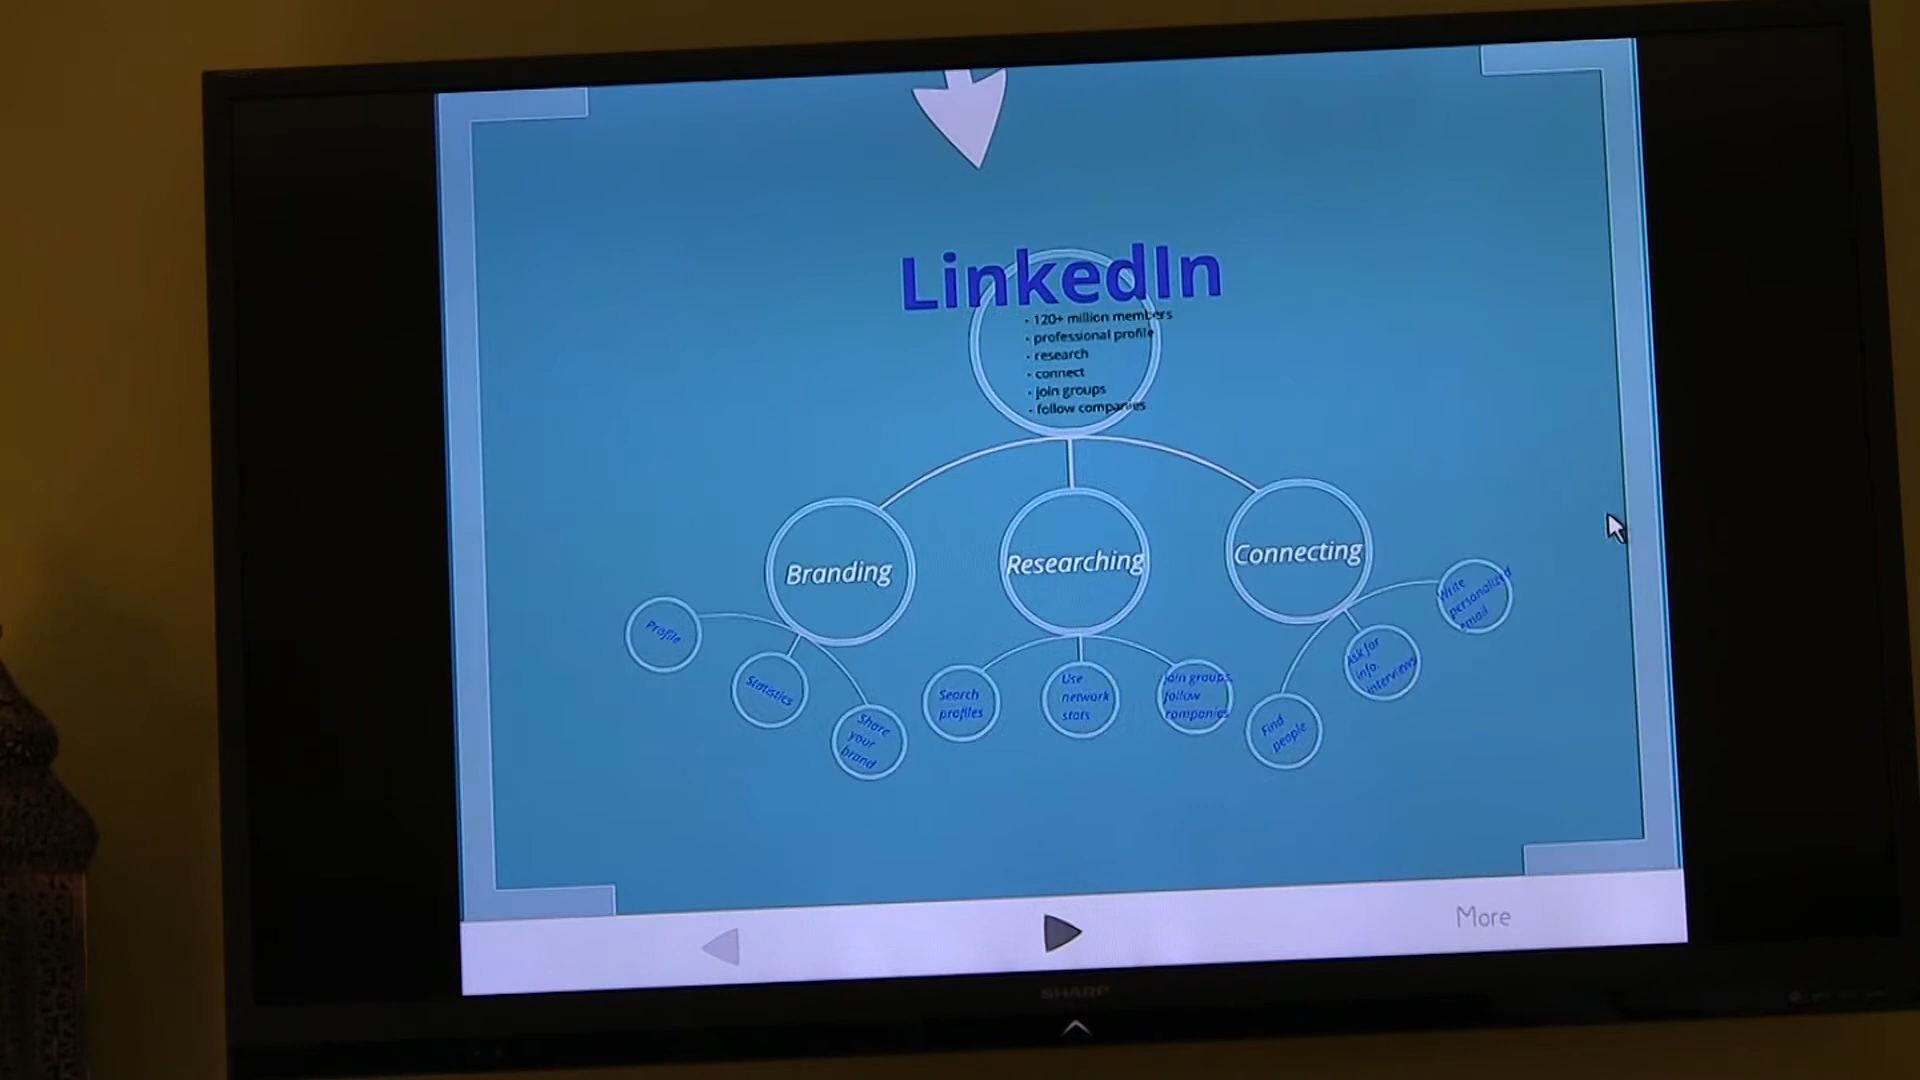 LinkedIn
- 120+ million members
- professional profile
- research
- connect
- join groups
- follow companies
Branding
Researching
Connecting
Profile
Statistics
Share
your
brand
Search
profiles
Use
network
stats
join groups,
follow
companies
Find
people
Ask for
info.
interviews
Write
personalized
email
More
SHARP